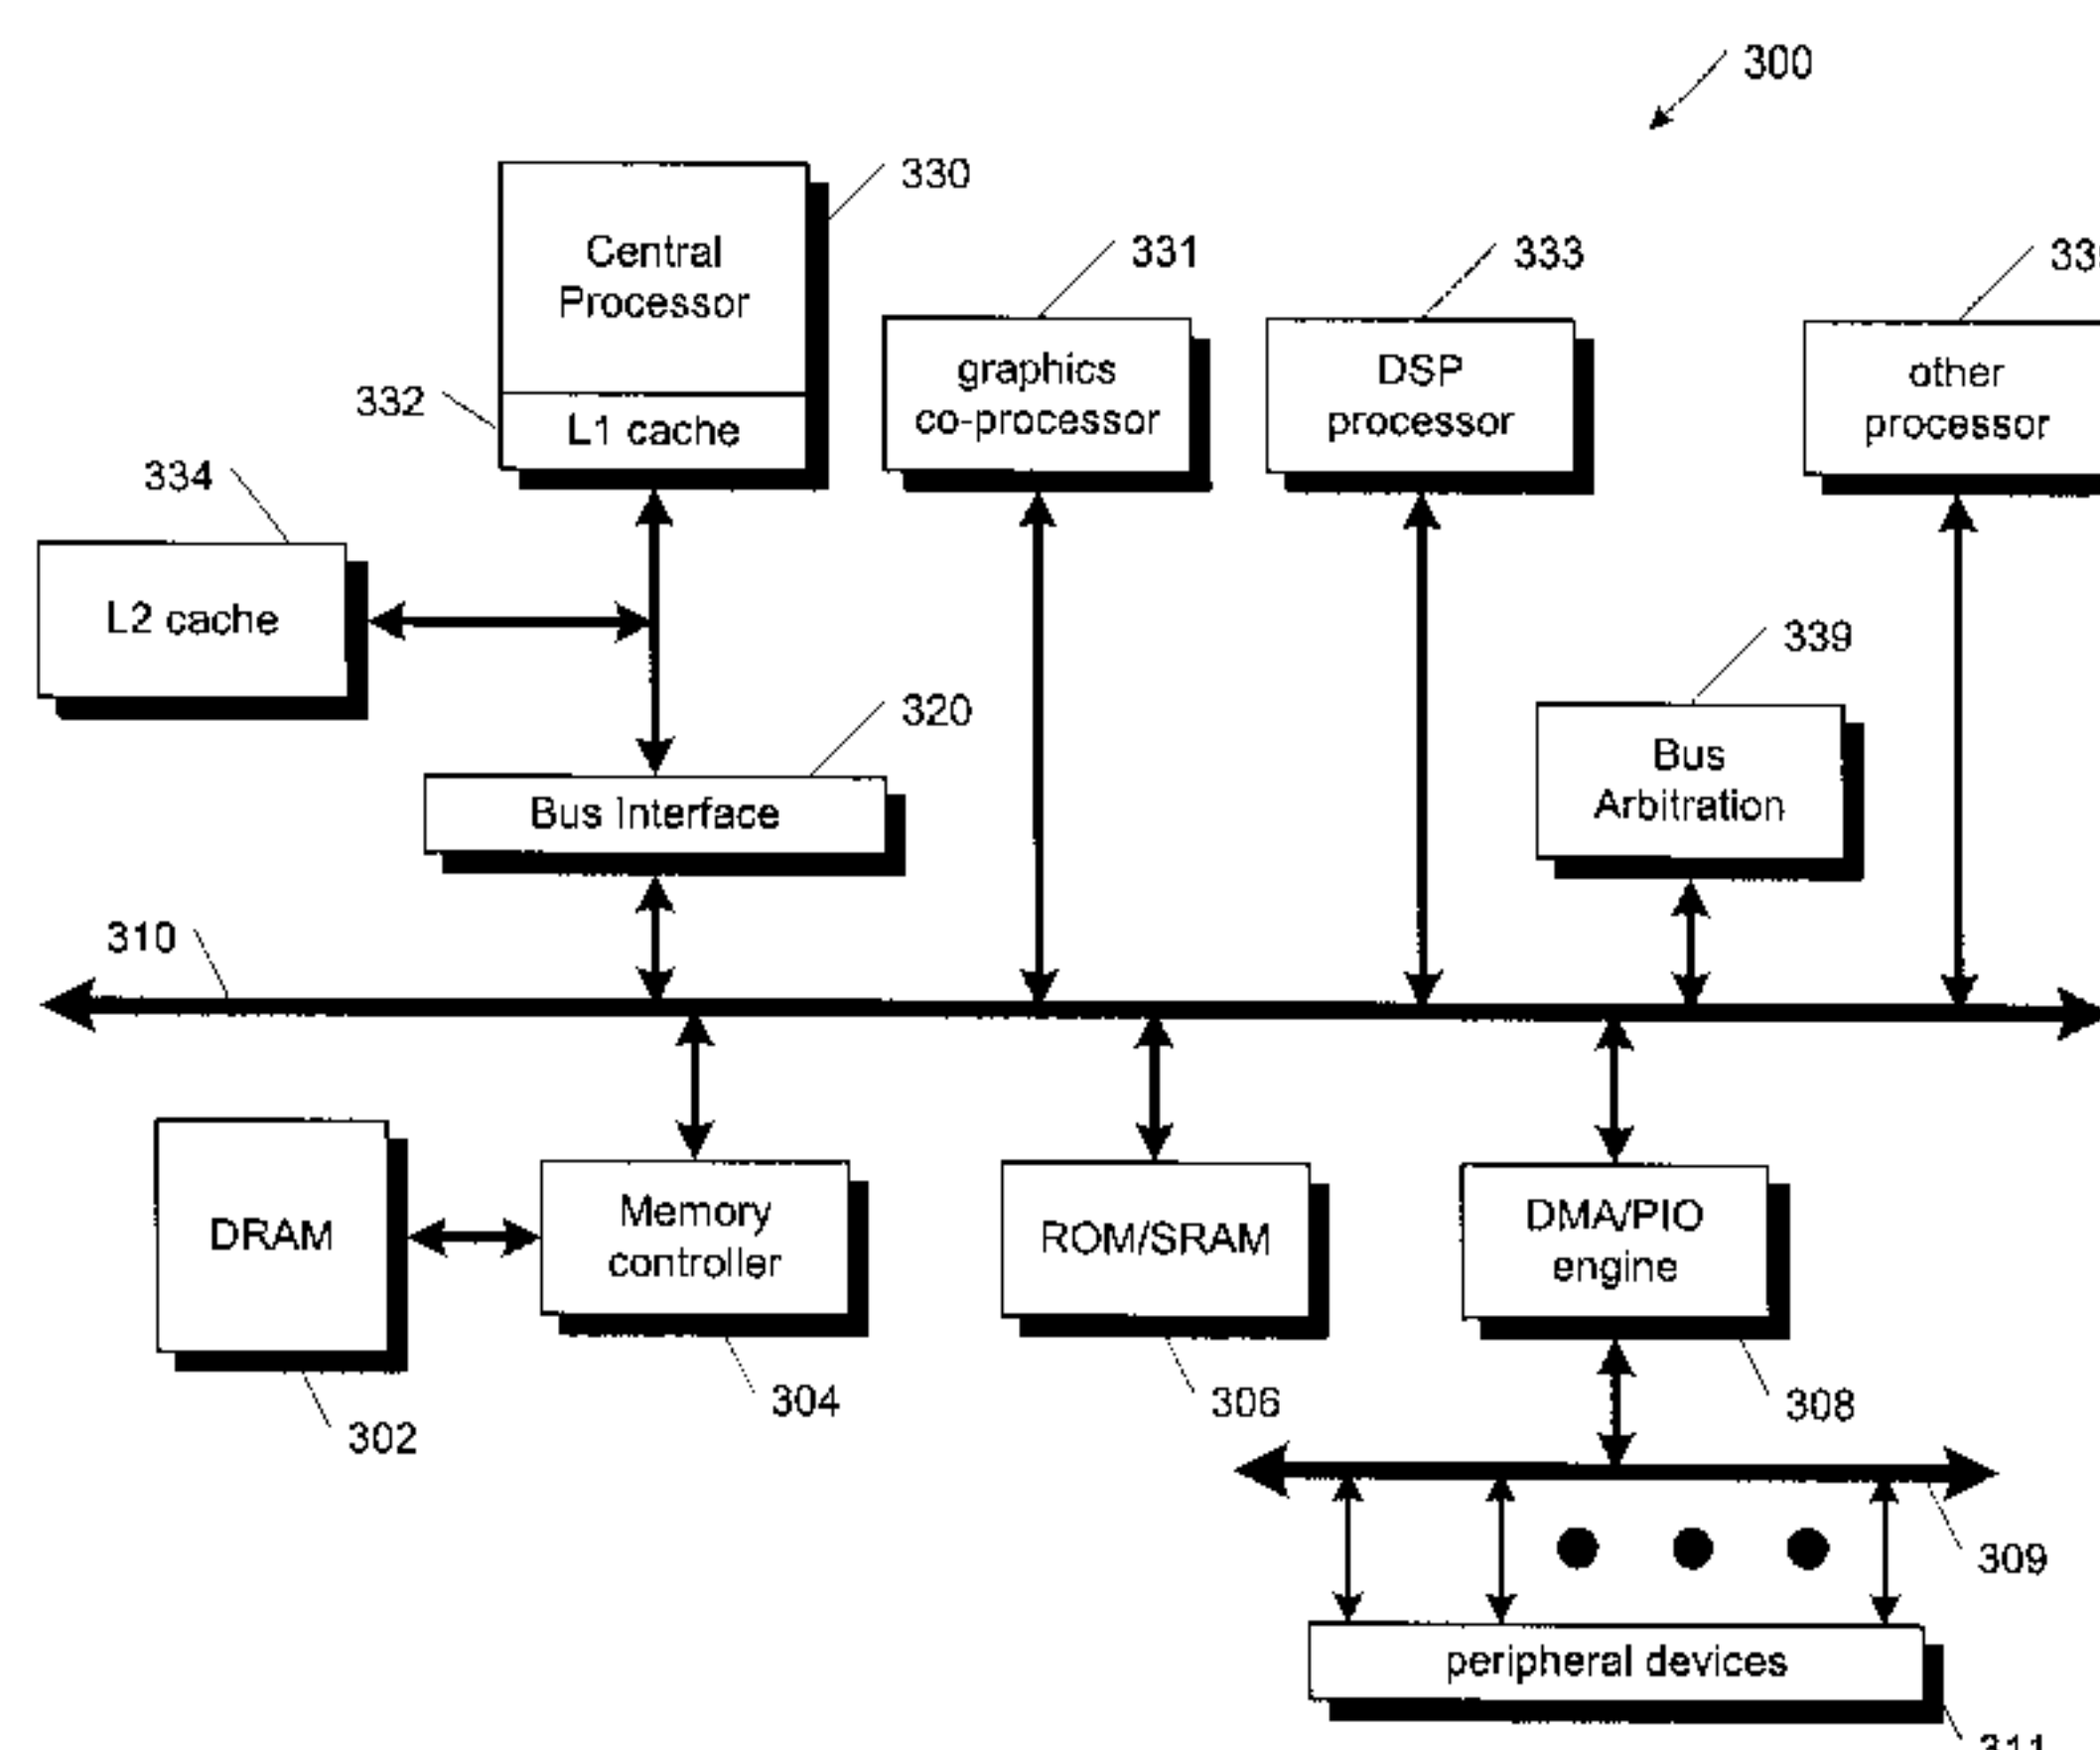 300
330
Central
Processor
331
333
graphics
co-processor
DSP
processor
other
processor
332
L1 cache
334
L2 cache
339
320
Bus
Arbitration
Bus Interface
310
DRAM
Memory
controller
ROM/SRAM
DMA/PIO
engine
302
304
306
308
309
peripheral devices
311